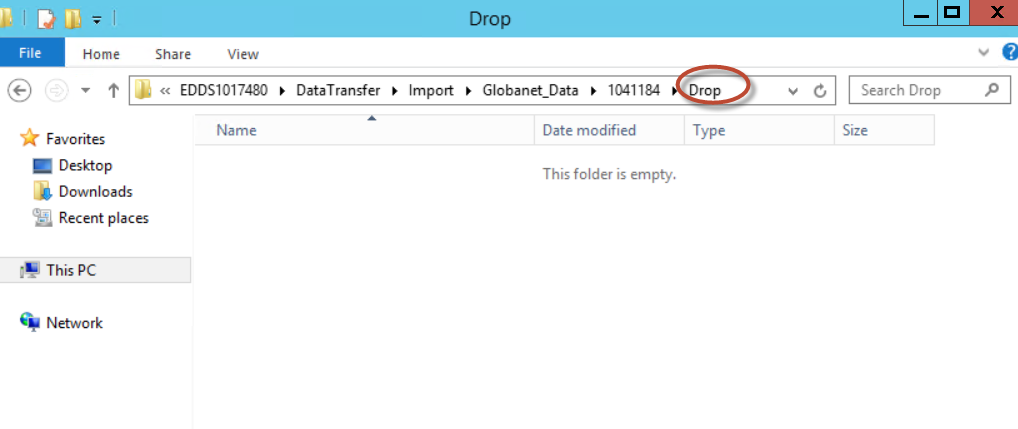 Drop
File Home Share View
« EDDS1017480 DataTransfer Import Globanet_Data 1041184 Drop Search Drop
Name Date modified Type Size
This folder is empty.
Favorites
Desktop
Downloads
Recent places
This PC
Network